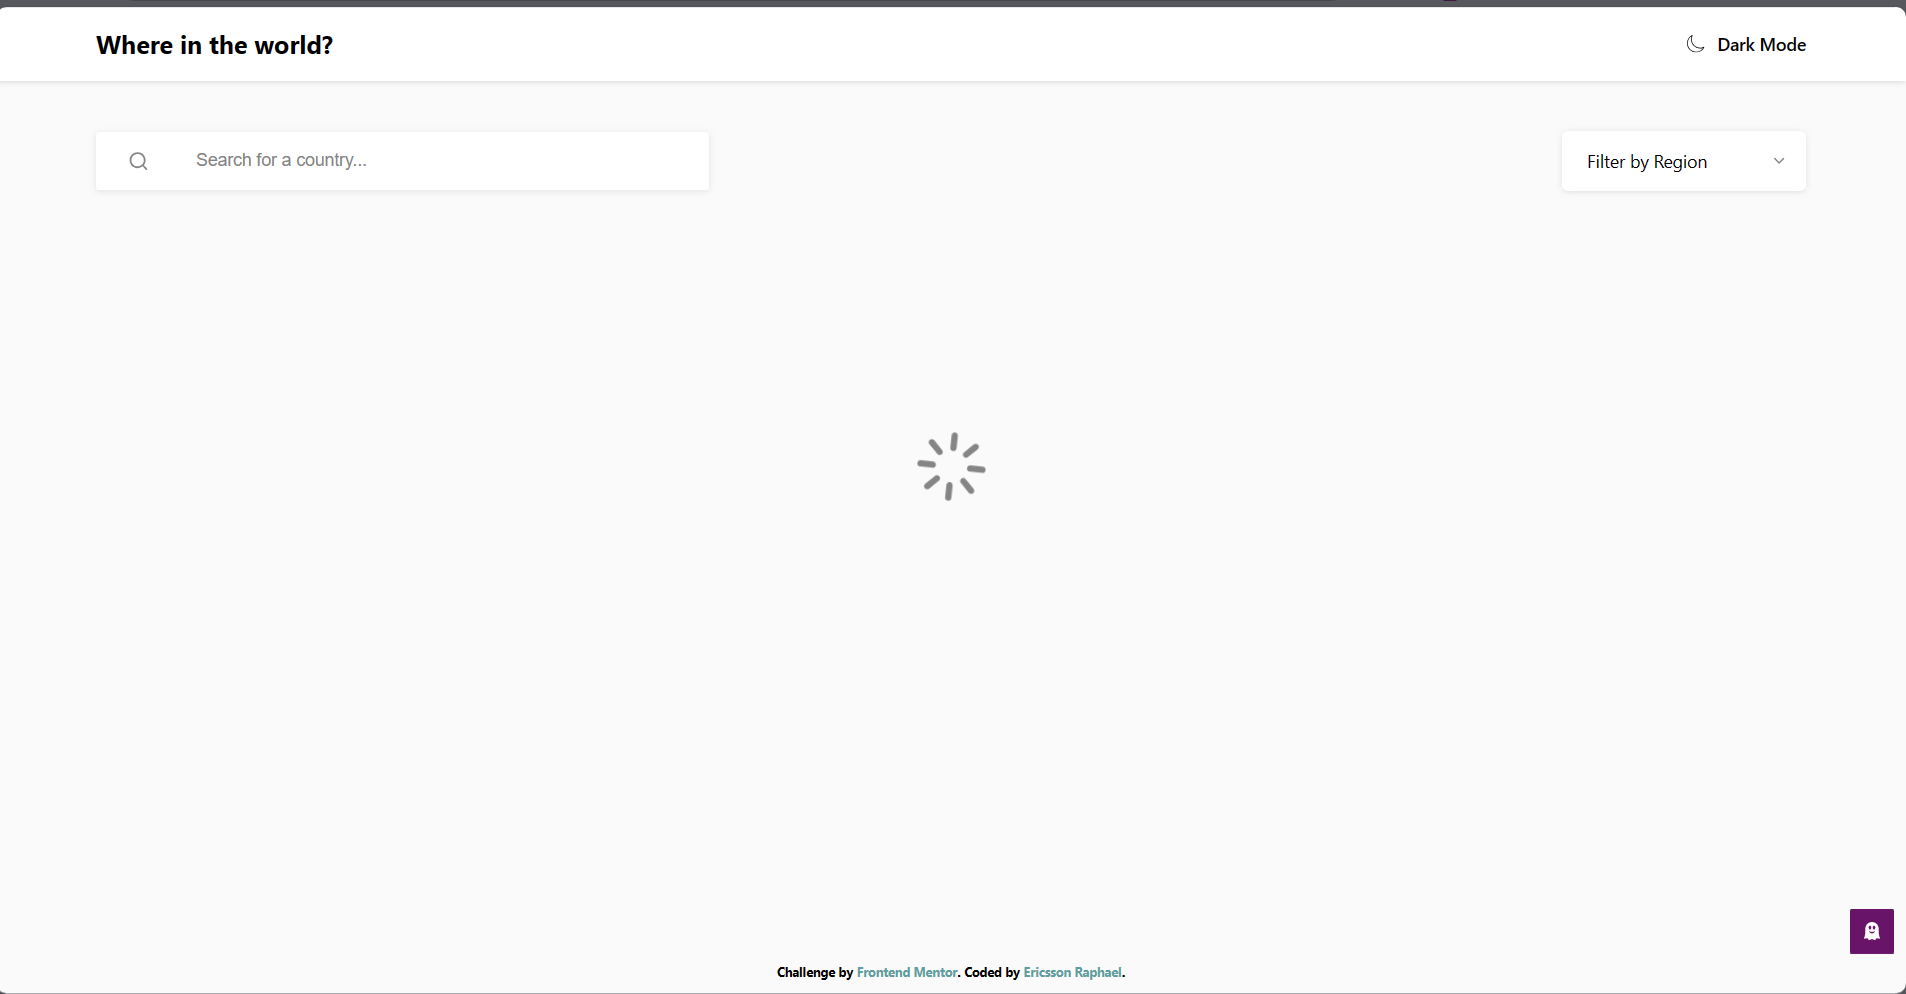 Where in the world?
Dark Mode
Search for a country...
Filter by Region
Challenge by Frontend Mentor. Coded by Ericsson Raphael.